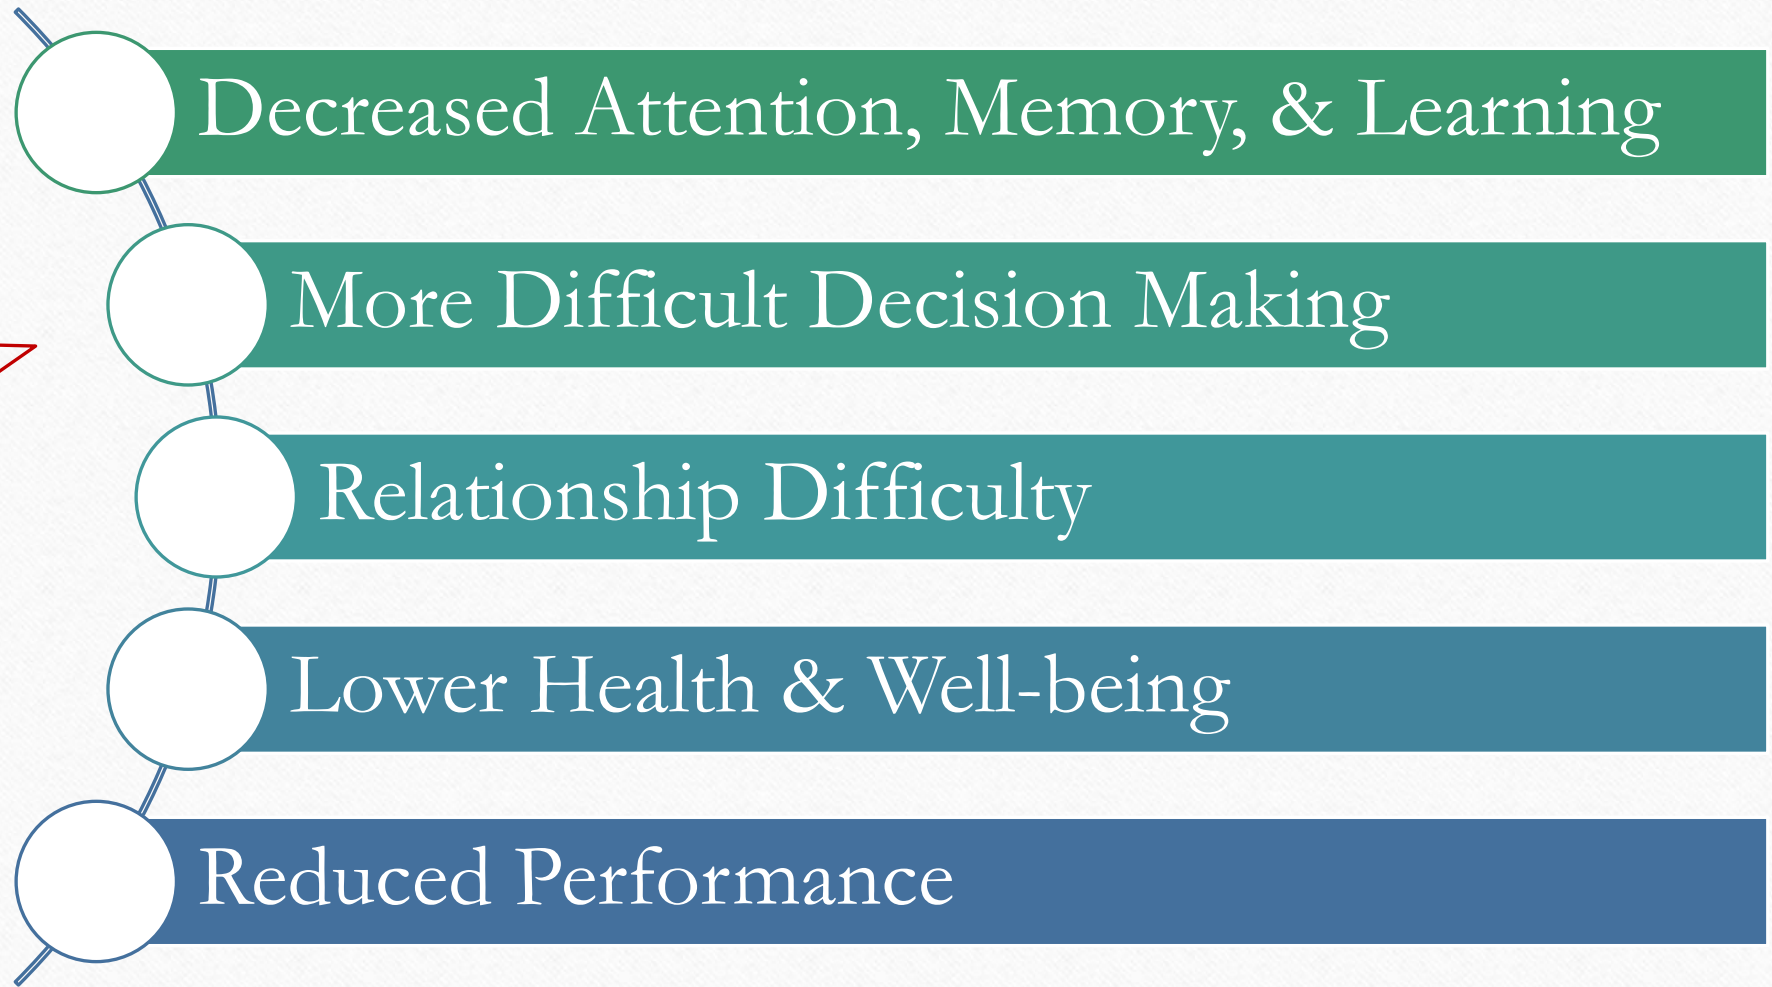 Decreased Attention, Memory, & Learning
More Difficult Decision Making
Relationship Difficulty
Lower Health & Well-being
Reduced Performance